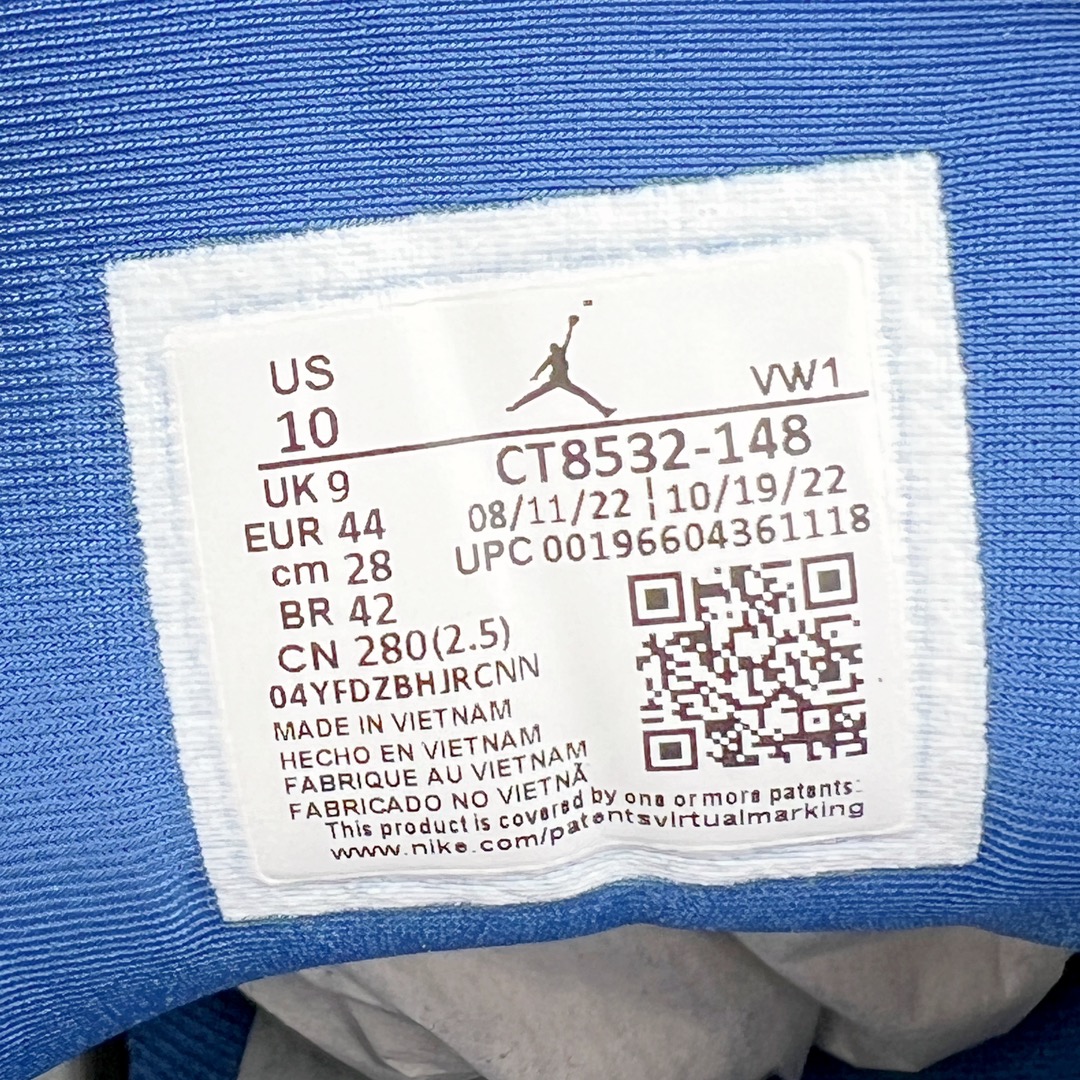 US
10
VW1
UK 9
EUR 44
cm 28
BR 42
CN 280(2.5)
CT8532-148
08/11/22 | 10/19/22
UPC 00196604361118
04YFDZBHJRCNN
MADE IN VIETNAM
HECHO EN VIETNAM
FABRIQUE AU VIETNAM
FABRICADO NO VIETNÃ
This product is covered by one or more patents:
www.nike.com/patentsvirtualmarking